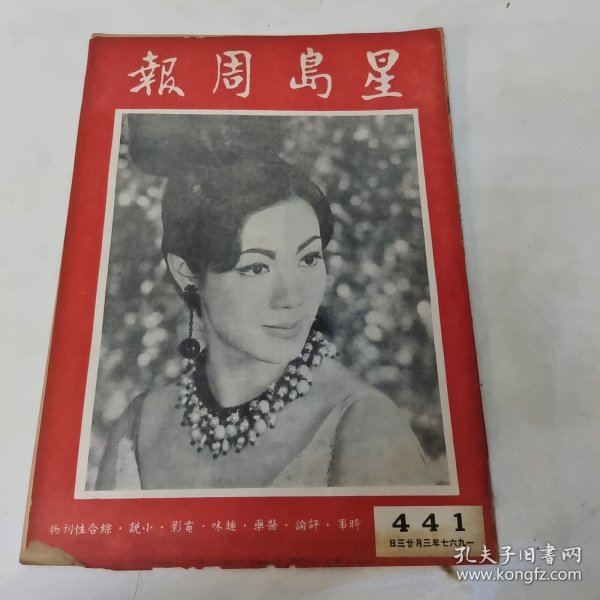 星島周報
時事·評論·醫藥·趣味·電影·小說·綜合性刊物
441
一九六七年三月廿三日
孔夫子旧书网
www.kongfz.com